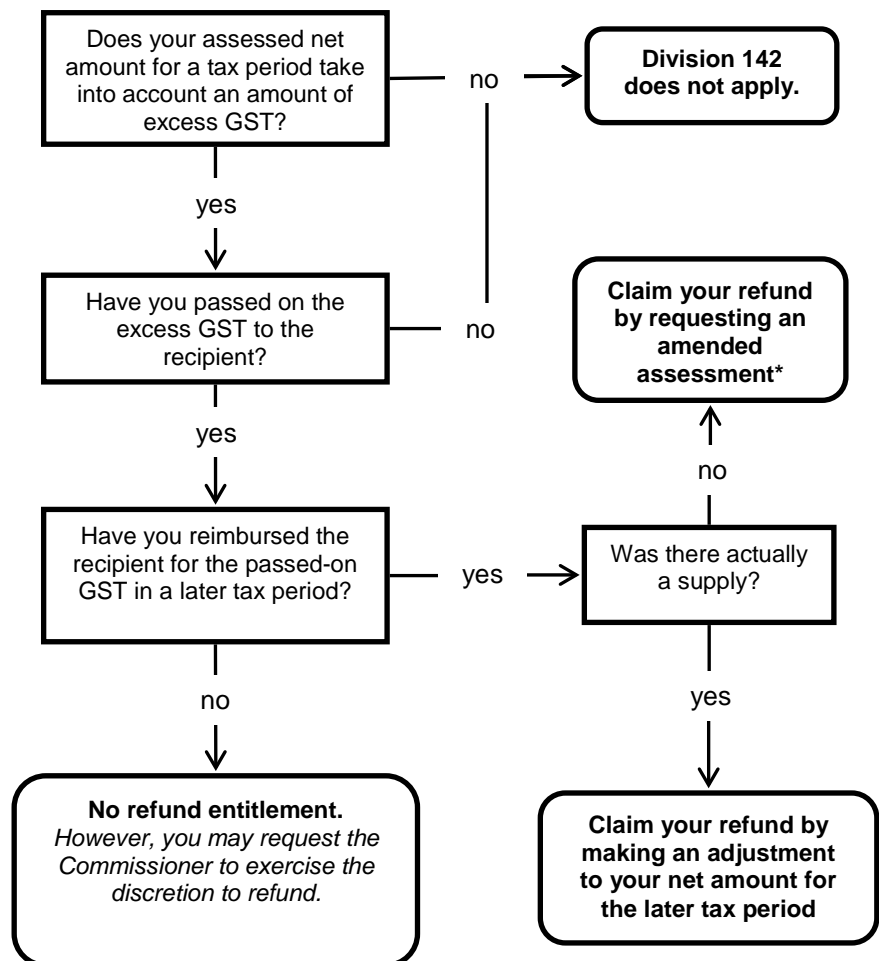 Does your assessed net
amount for a tax period take
into account an amount of
excess GST?
no
Division 142
does not apply.
yes
Have you passed on the
excess GST to the
recipient?
no
Claim your refund
by requesting an
amended
assessment*
yes
no
Have you reimbursed the
recipient for the passed-on
GST in a later tax period?
yes
Was there actually
a supply?
no
yes
No refund entitlement.
However, you may request the
Commissioner to exercise the
discretion to refund.
Claim your refund by
making an adjustment
to your net amount for
the later tax period